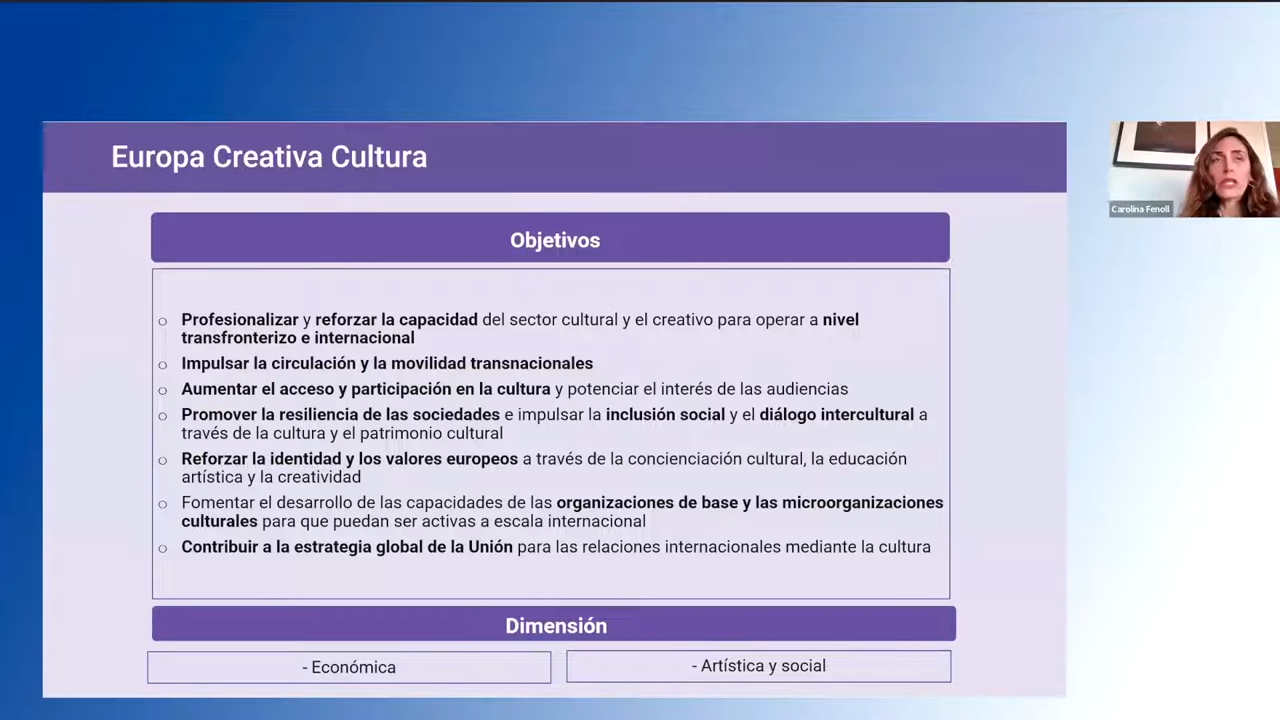 Europa Creativa Cultura
Carolina Fenoll
Objetivos
o Profesionalizar y reforzar la capacidad del sector cultural y el creativo para operar a nivel
transfronterizo e internacional
o Impulsar la circulación y la movilidad transnacionales
o Aumentar el acceso y participación en la cultura y potenciar el interés de las audiencias
o Promover la resiliencia de las sociedades e impulsar la inclusión social y el diálogo intercultural a
través de la cultura y el patrimonio cultural
o Reforzar la identidad y los valores europeos a través de la concienciación cultural, la educación
artística y la creatividad
o Fomentar el desarrollo de las capacidades de las organizaciones de base y las microorganizaciones
culturales para que puedan ser activas a escala internacional
o Contribuir a la estrategia global de la Unión para las relaciones internacionales mediante la cultura
Dimensión
- Económica
- Artística y social